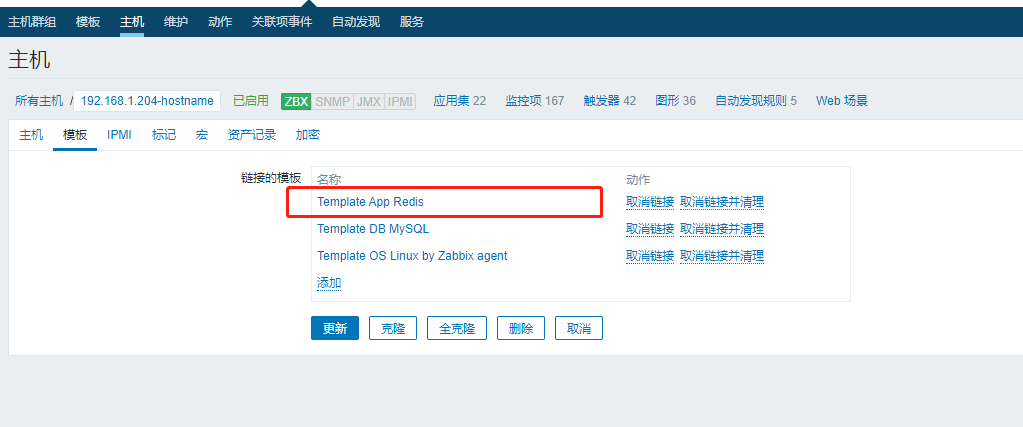 主机群组 模板 主机 维护 动作 关联项事件 自动发现 服务
主机
所有主机 / 192.168.1.204-hostname 已启用 ZBX SNMP JMX IPMI 应用集 22 监控项 167 触发器 42 图形 36 自动发现规则 5 Web 场景
主机 模板 IPMI 标记 宏 资产记录 加密
链接的模板 名称 动作
Template App Redis 取消链接 取消链接并清理
Template DB MySQL 取消链接 取消链接并清理
Template OS Linux by Zabbix agent 取消链接 取消链接并清理
添加
更新 克隆 全克隆 删除 取消